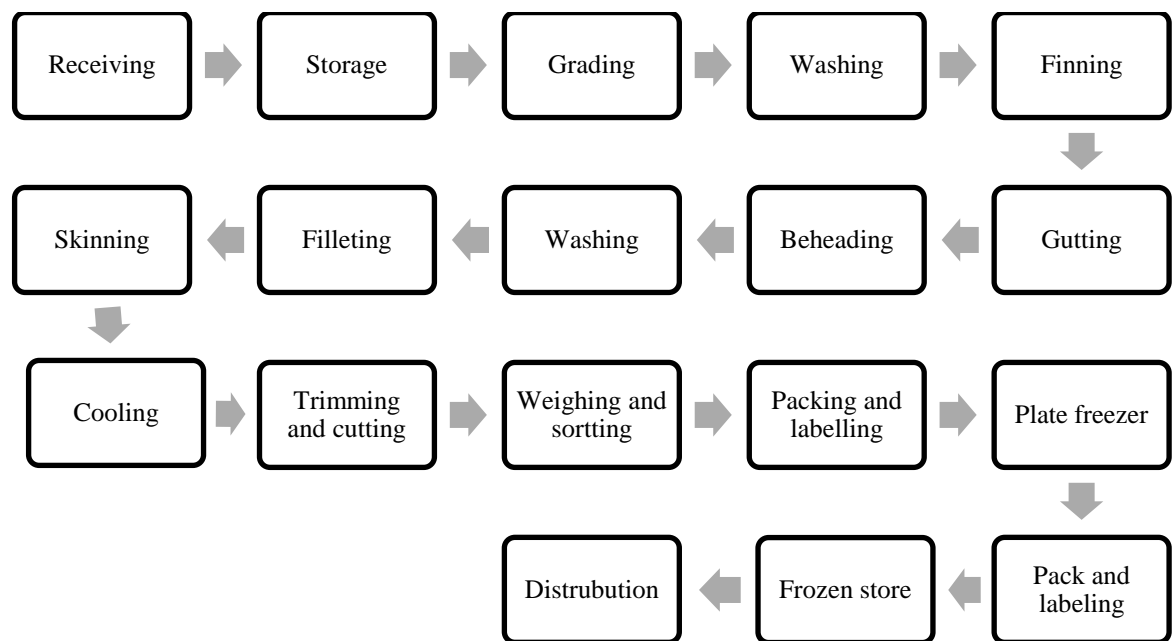 Receiving
Storage
Grading
Washing
Finning
Gutting
Beheading
Washing
Filleting
Skinning
Cooling
Trimming
and cutting
Weighing and
sortting
Packing and
labelling
Plate freezer
Pack and
labeling
Frozen store
Distrubution